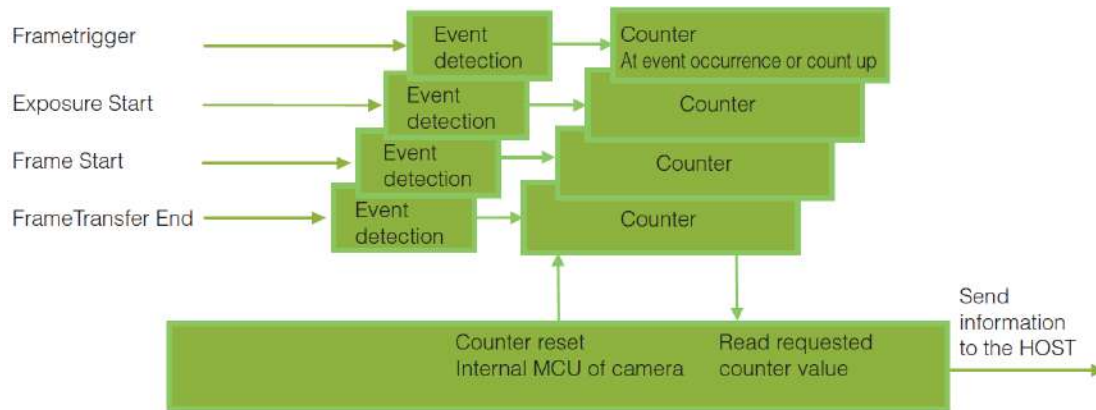 Frametrigger
Event
detection
Counter
At event occurrence or count up
Exposure Start
Event
detection
Counter
Frame Start
Event
detection
Counter
FrameTransfer End
Event
detection
Counter
Counter reset
Internal MCU of camera
Read requested
counter value
Send
information
to the HOST